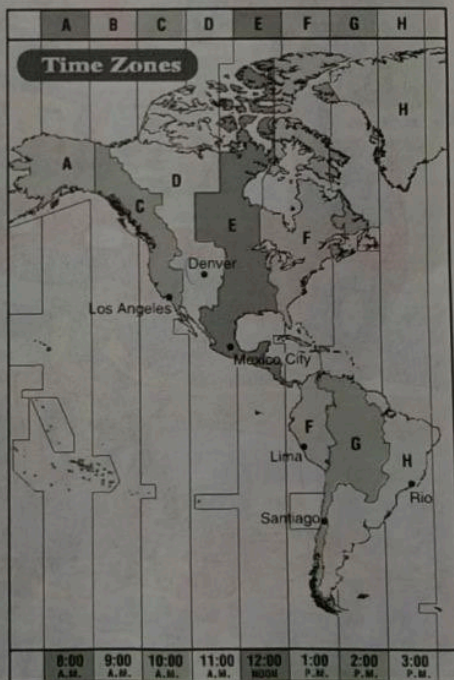 A B C D E F G H
Time Zones
H
A
D
C
E
F
Denver
Los Angeles
Mexico City
F
G
Lima
H
Rio
Santiago
8:00 9:00 10:00 11:00 12:00 1:00 2:00 3:00
A.M. A.M. A.M. A.M. NOON P.M. P.M. P.M.